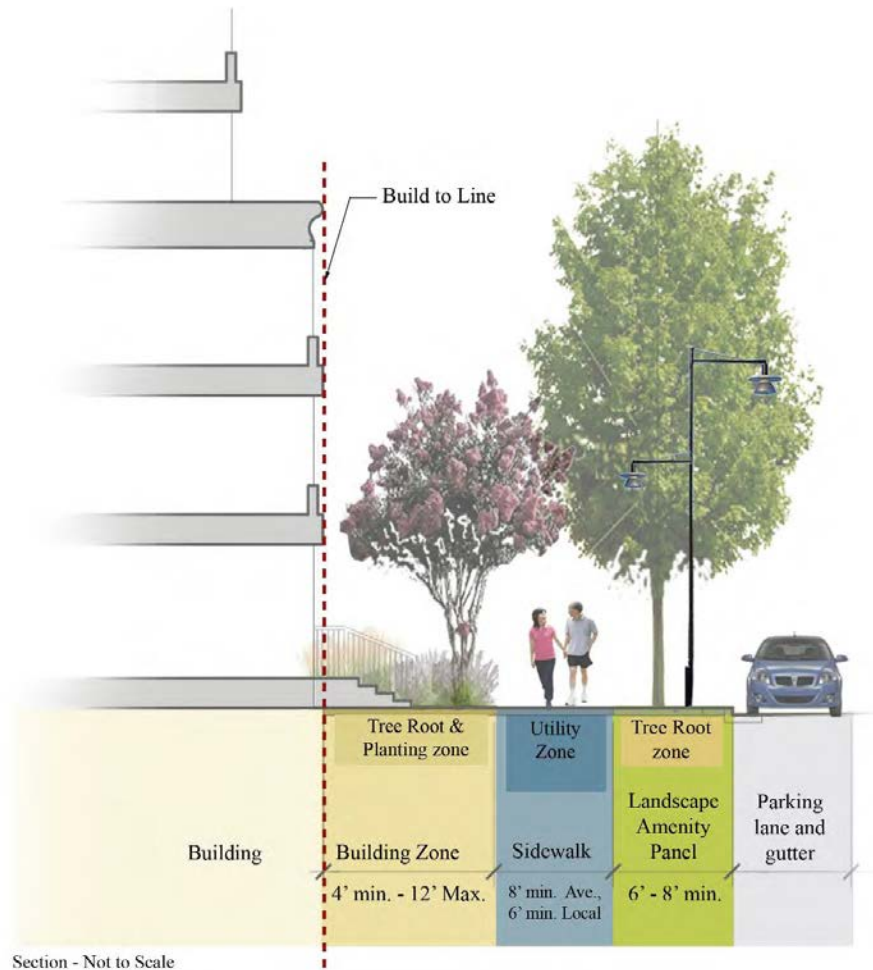 Build to Line
Tree Root &
Planting zone
Utility
Zone
Tree Root
zone
Building
Building Zone
Sidewalk
Landscape
Amenity
Panel
Parking
lane and
gutter
4’ min. - 12’ Max.
8’ min. Ave.,
6’ min. Local
6’ - 8’ min.
Section - Not to Scale